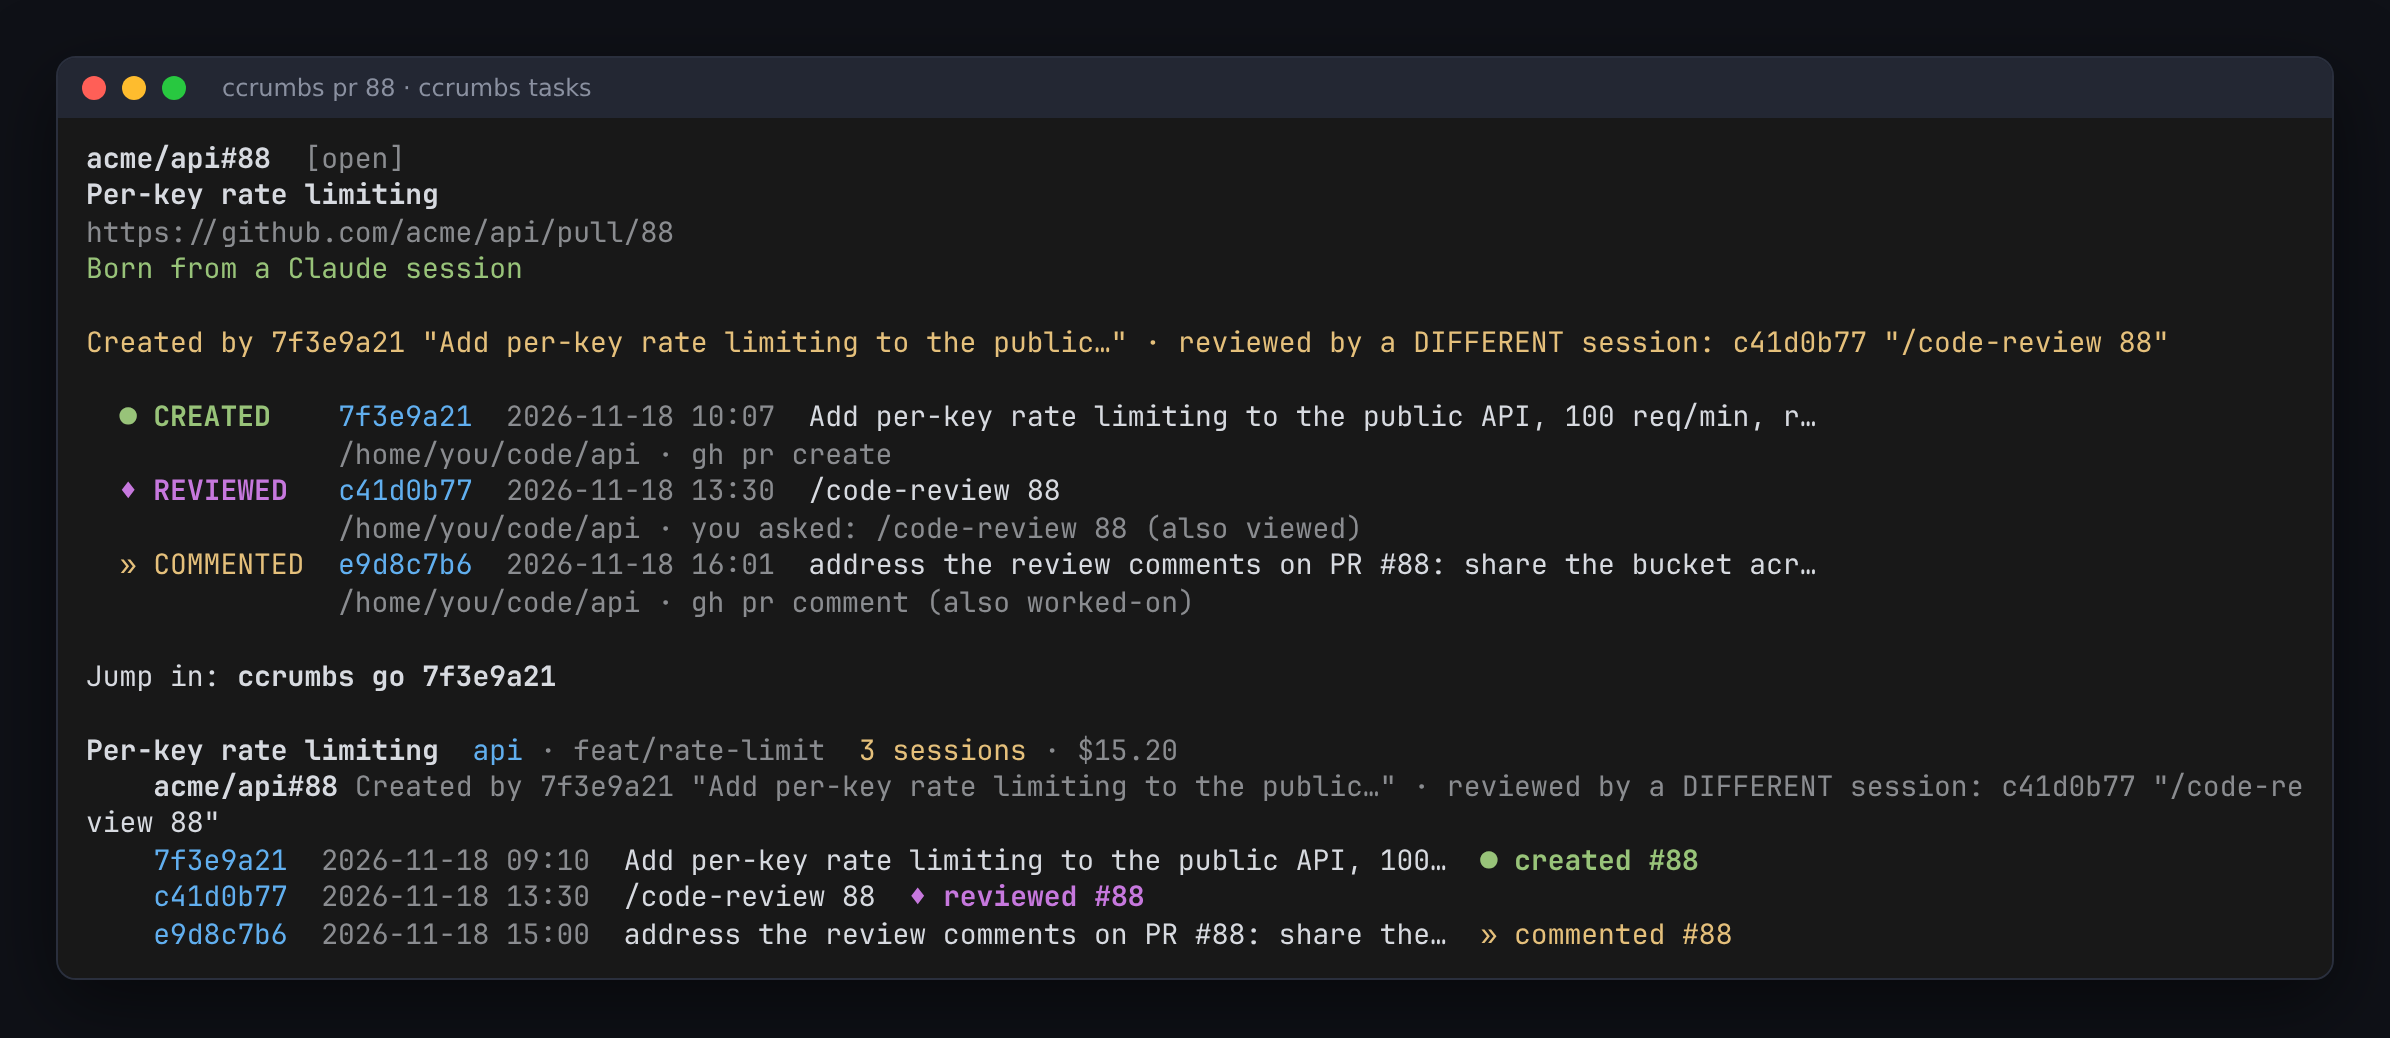 ccrumbs pr 88 · ccrumbs tasks
acme/api#88  [open]
Per-key rate limiting
https://github.com/acme/api/pull/88
Born from a Claude session
Created by 7f3e9a21 "Add per-key rate limiting to the public…" · reviewed by a DIFFERENT session: c41d0b77 "/code-review 88"
● CREATED    7f3e9a21  2026-11-18 10:07  Add per-key rate limiting to the public API, 100 req/min, r…
/home/you/code/api · gh pr create
♦ REVIEWED   c41d0b77  2026-11-18 13:30  /code-review 88
/home/you/code/api · you asked: /code-review 88 (also viewed)
» COMMENTED  e9d8c7b6  2026-11-18 16:01  address the review comments on PR #88: share the bucket acr…
/home/you/code/api · gh pr comment (also worked-on)
Jump in: ccrumbs go 7f3e9a21
Per-key rate limiting  api · feat/rate-limit  3 sessions · $15.20
acme/api#88 Created by 7f3e9a21 "Add per-key rate limiting to the public…" · reviewed by a DIFFERENT session: c41d0b77 "/code-re
view 88"
7f3e9a21  2026-11-18 09:10  Add per-key rate limiting to the public API, 100…  ● created #88
c41d0b77  2026-11-18 13:30  /code-review 88  ♦ reviewed #88
e9d8c7b6  2026-11-18 15:00  address the review comments on PR #88: share the…  » commented #88